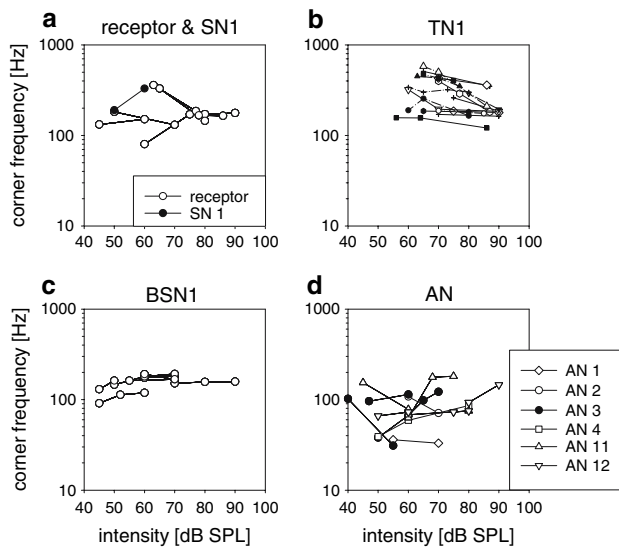 a receptor & SN1
b TN1
corner frequency [Hz]
1000
100
10
40 50 60 70 80 90 100
receptor
SN 1
1000
100
10
40 50 60 70 80 90 100
c BSN1
d AN
corner frequency [Hz]
1000
100
10
40 50 60 70 80 90 100
intensity [dB SPL]
1000
100
10
40 50 60 70 80 90 100
intensity [dB SPL]
AN 1
AN 2
AN 3
AN 4
AN 11
AN 12